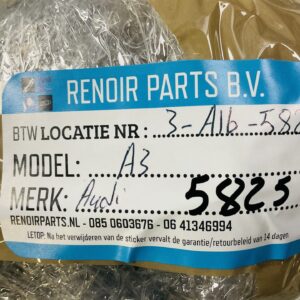 RENOIR PARTS B.V.
BTW LOCATIE NR: 3-A16-58
MODEL: A3
MERK: Audi 5825
RENOIRPARTS.NL - 085 0603676 - 06 41346994
LETOP: Na het verwijderen van de sticker vervalt de garantie/retourbeleid van 14 dagen.